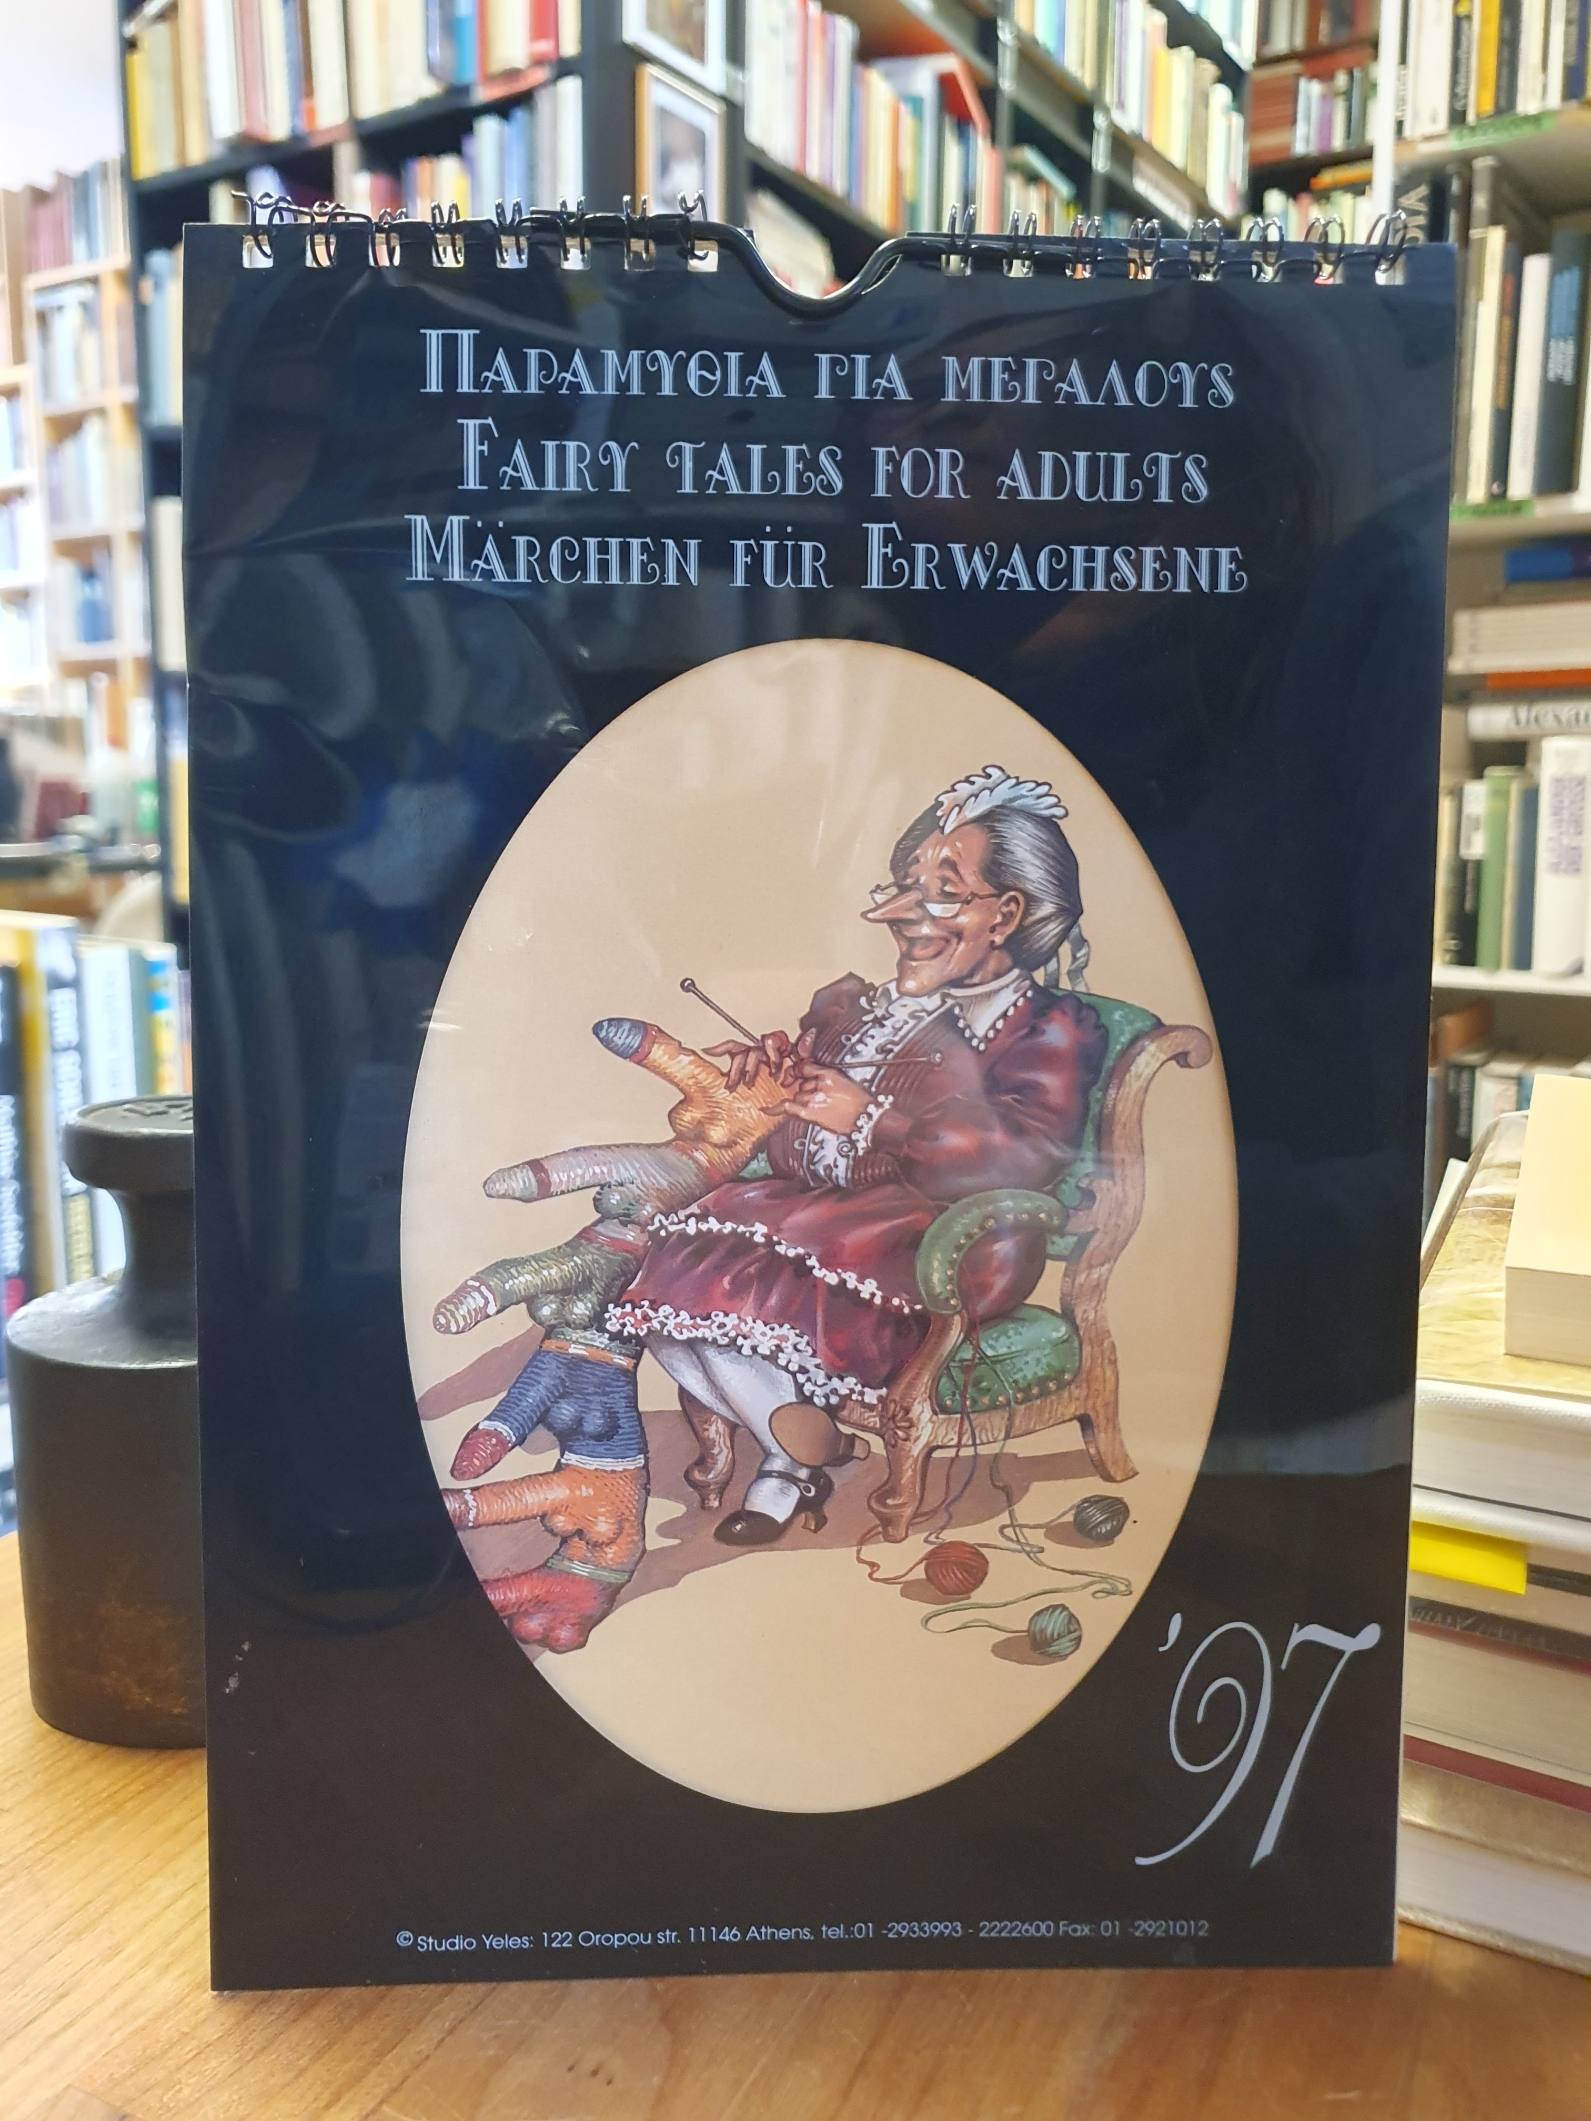 ΠΑΡΑΜΥΘΙΑ ΓΙΑ ΜΕΓΑΛΟΥS
FAIRY TALES FOR ADULTS
MÄRCHEN FÜR ERWACHSENE
'97
© Studio Yeles: 122 Oropou str. 11146 Athens, tel.:01 -2933993 - 2222600 Fax: 01 -2921012